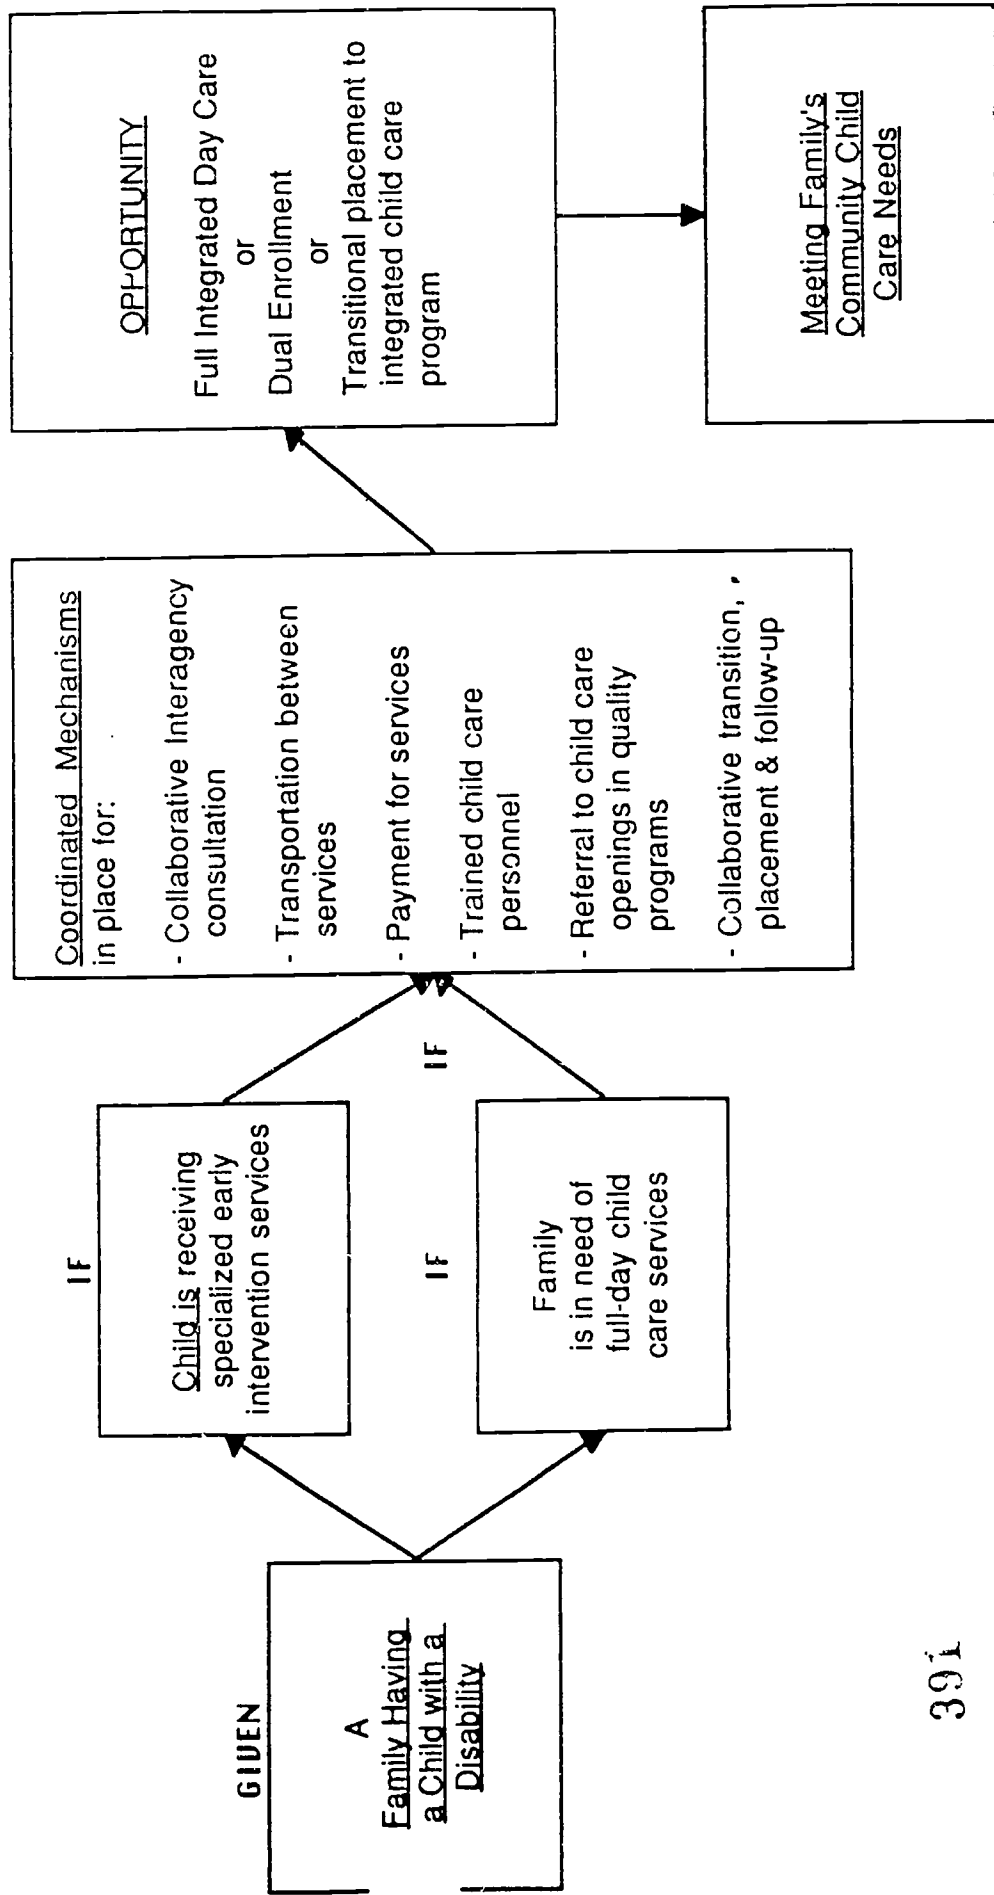 GIVEN
A
Family Having
a Child with a
Disability
IF
Child is receiving
specialized early
intervention services
IF
Family
is in need of
full-day child
care services
IF
Coordinated Mechanisms
in place for:
- Collaborative Interagency
consultation
- Transportation between
services
- Payment for services
- Trained child care
personnel
- Referral to child care
openings in quality
programs
- Collaborative transition, 
placement & follow-up
OPPORTUNITY
Full Integrated Day Care
or
Dual Enrollment
or
Transitional placement to
integrated child care
program
Meeting Family's
Community Child
Care Needs
391